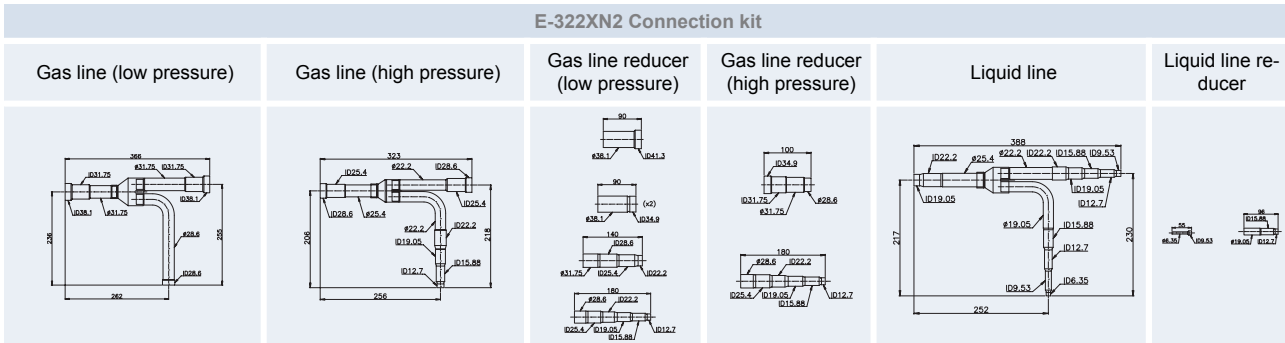 E-322XN2 Connection kit
Gas line (low pressure)
Gas line (high pressure)
Gas line reducer
(low pressure)
Gas line reducer
(high pressure)
Liquid line
Liquid line re-
ducer
366
ID31.75
ø31.75
ID31.75
ID38.1
ø31.75
ID38.1
236
255
ø28.6
ID28.6
262
323
ID25.4
ø22.2
ID28.6
ID28.6
ø25.4
ID25.4
206
218
ø22.2
ID22.2
ID19.05
ID15.88
ID12.7
256
90
ø38.1
ID41.3
90
(x2)
ø38.1
ID34.9
140
ID28.6
ø31.75
ID25.4
ID22.2
180
ø28.6
ID22.2
ID25.4
ID19.05
ID15.88
ID12.7
100
ID34.9
ID31.75
ø31.75
ø28.6
180
ø28.6
ID22.2
ID25.4
ID19.05
ID15.88
ID12.7
388
ID22.2
ø25.4
ø22.2
ID22.2
ID15.88
ID9.53
ID19.05
ID19.05
ID12.7
217
230
ø19.05
ID15.88
ID12.7
ID9.53
ID6.35
252
55
ø6.35
ID9.53
96
ID15.88
ø19.05
ID12.7